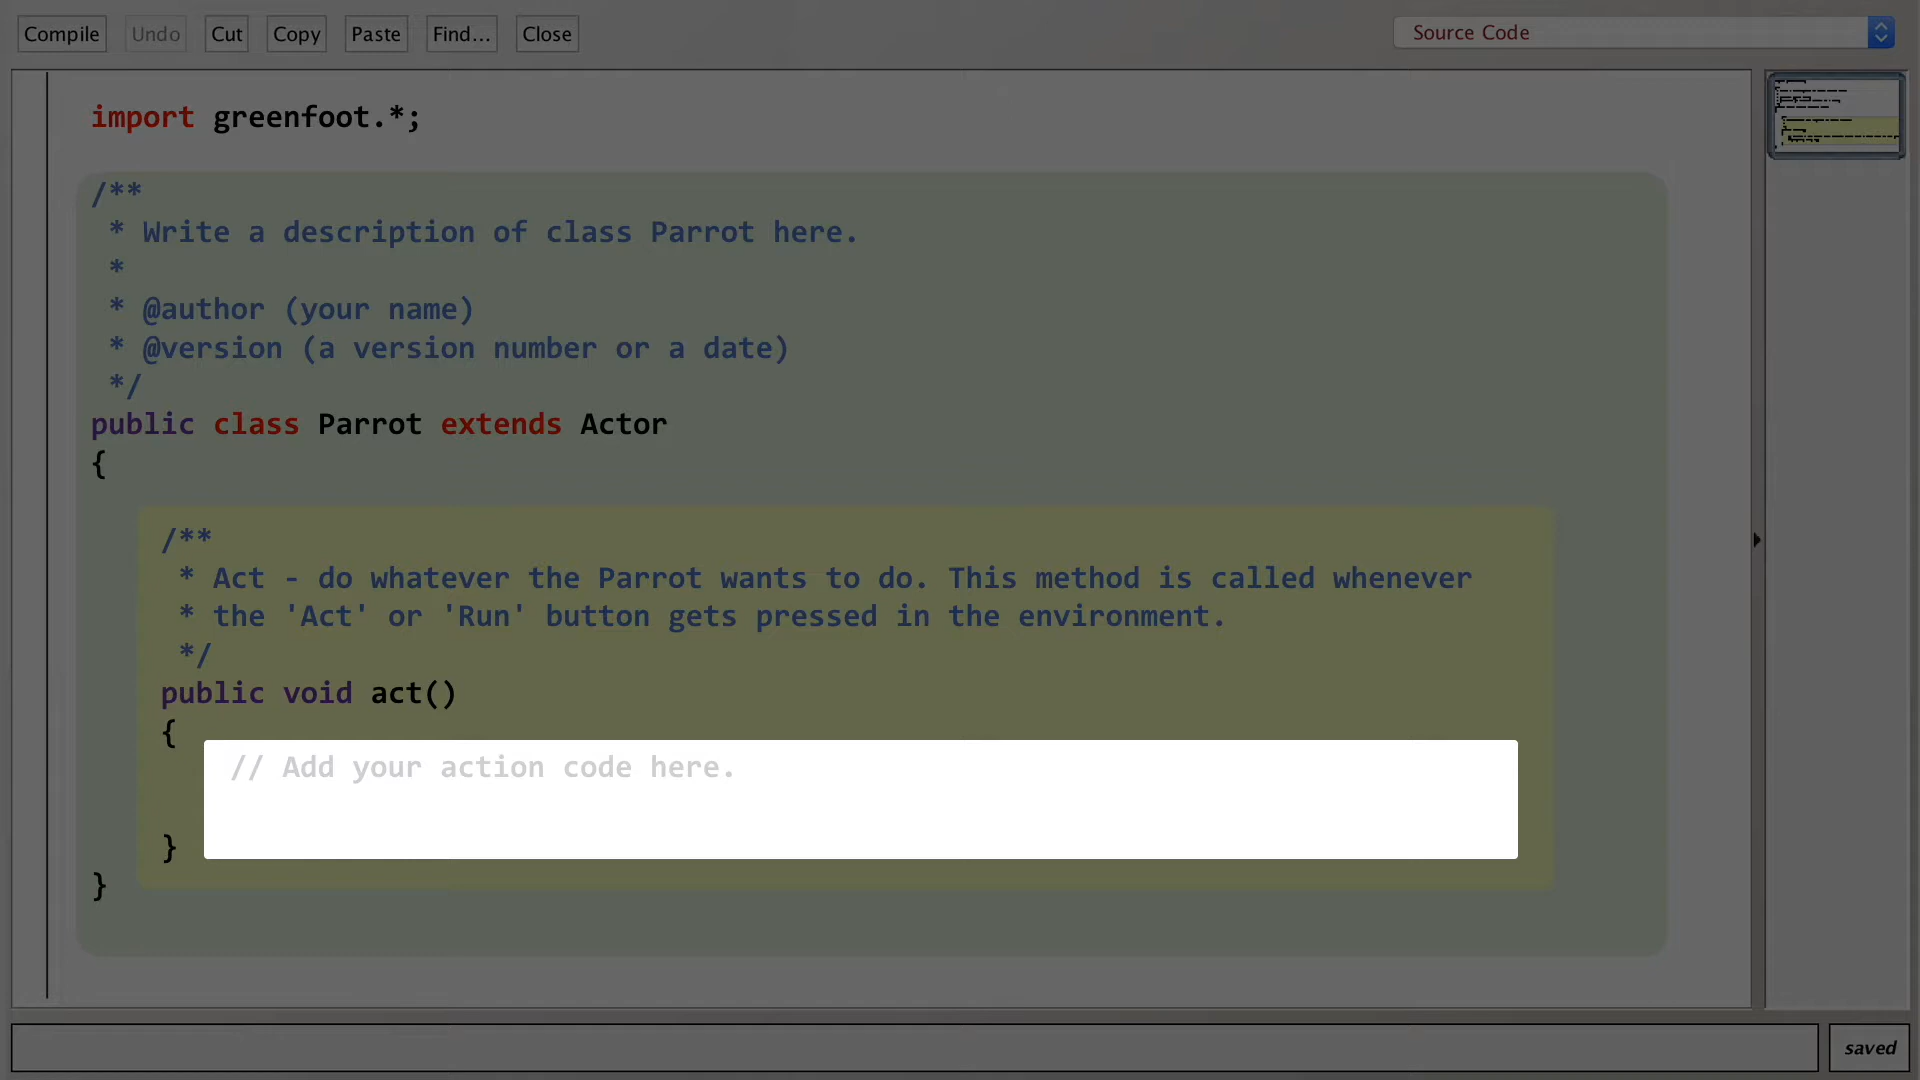 Compile Undo Cut Copy Paste Find... Close Source Code
import greenfoot.*;
/**
 * Write a description of class Parrot here.
 *
 * @author (your name)
 * @version (a version number or a date)
 */
public class Parrot extends Actor
{
/**
 * Act - do whatever the Parrot wants to do. This method is called whenever
 * the 'Act' or 'Run' button gets pressed in the environment.
 */
public void act()
{
// Add your action code here.
}
}
saved